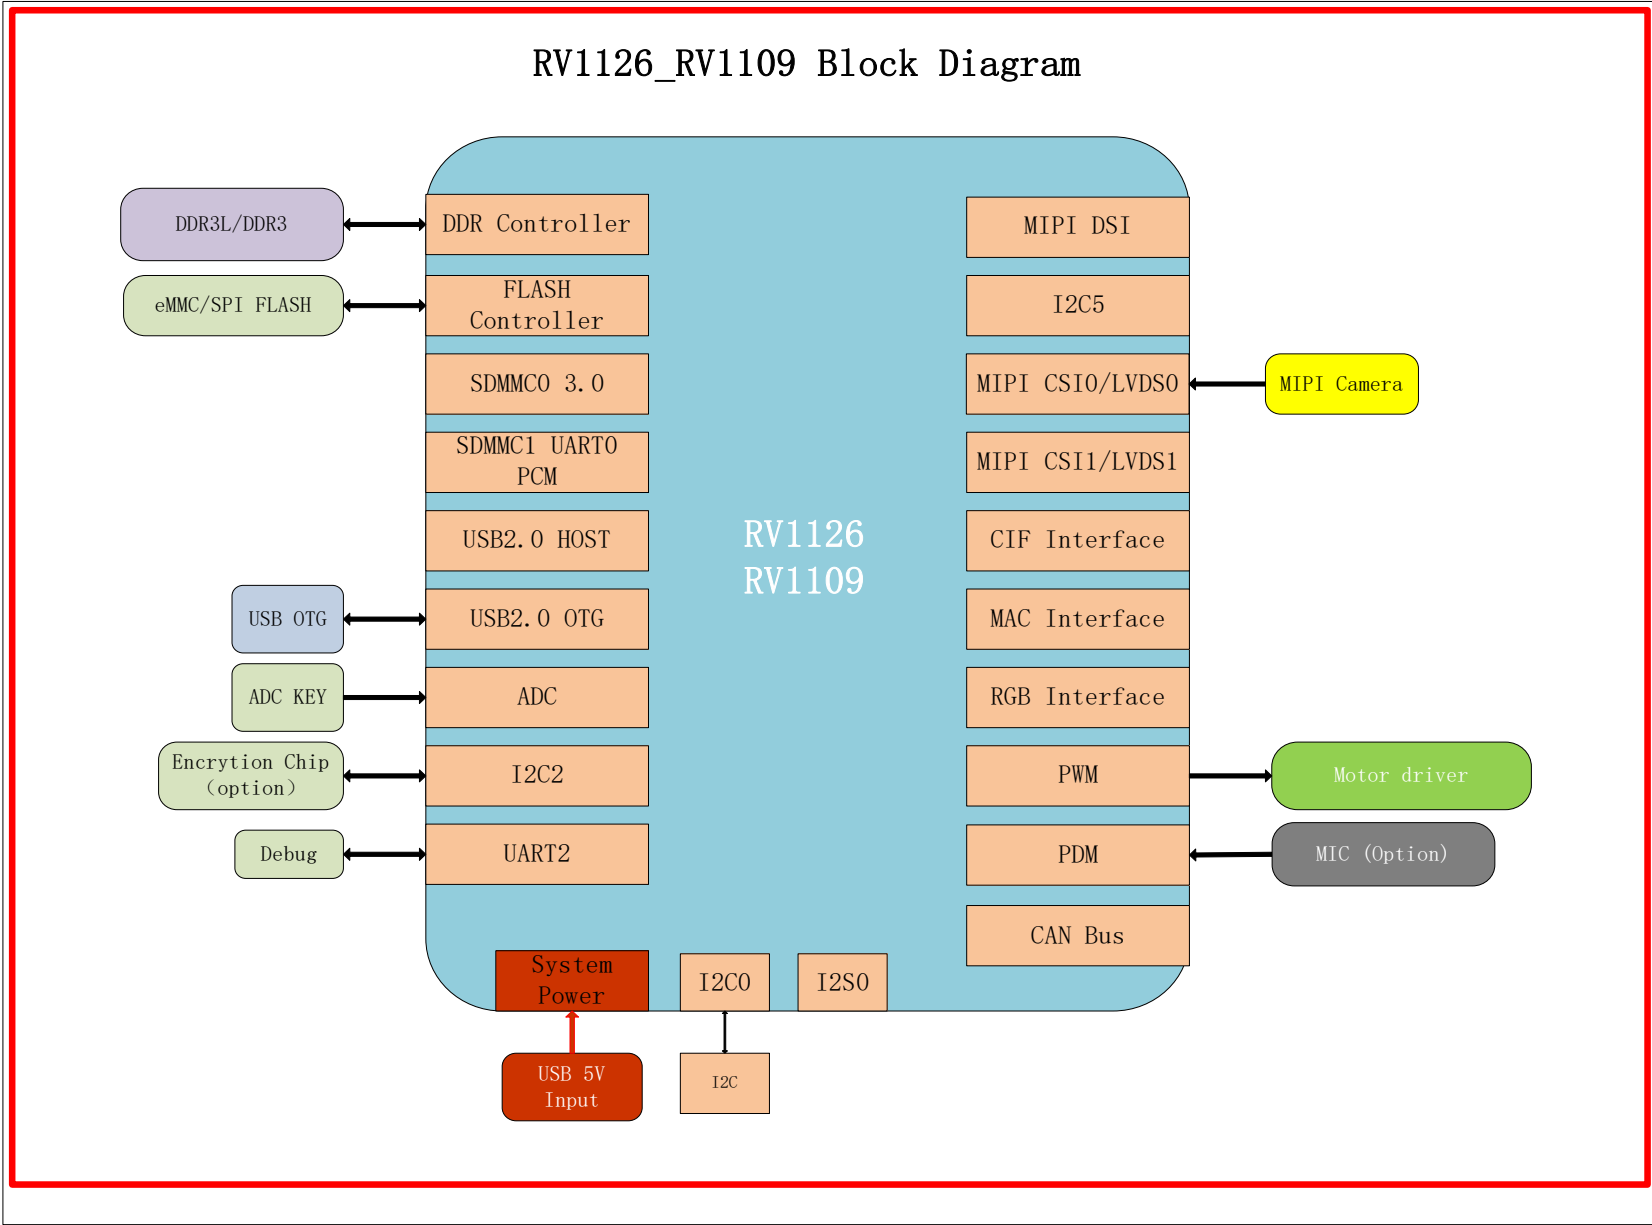 RV1126_RV1109 Block Diagram
DDR3L/DDR3
DDR Controller
MIPI DSI
eMMC/SPI FLASH
FLASH
Controller
I2C5
SDMMC0 3.0
MIPI CSI0/LVDS0
MIPI Camera
SDMMC1 UART0
PCM
MIPI CSI1/LVDS1
USB2.0 HOST
RV1126
RV1109
CIF Interface
USB OTG
USB2.0 OTG
MAC Interface
ADC KEY
ADC
RGB Interface
Encrytion Chip
（option）
I2C2
PWM
Motor driver
Debug
UART2
PDM
MIC (Option)
CAN Bus
System
Power
I2C0
I2S0
USB 5V
Input
I2C